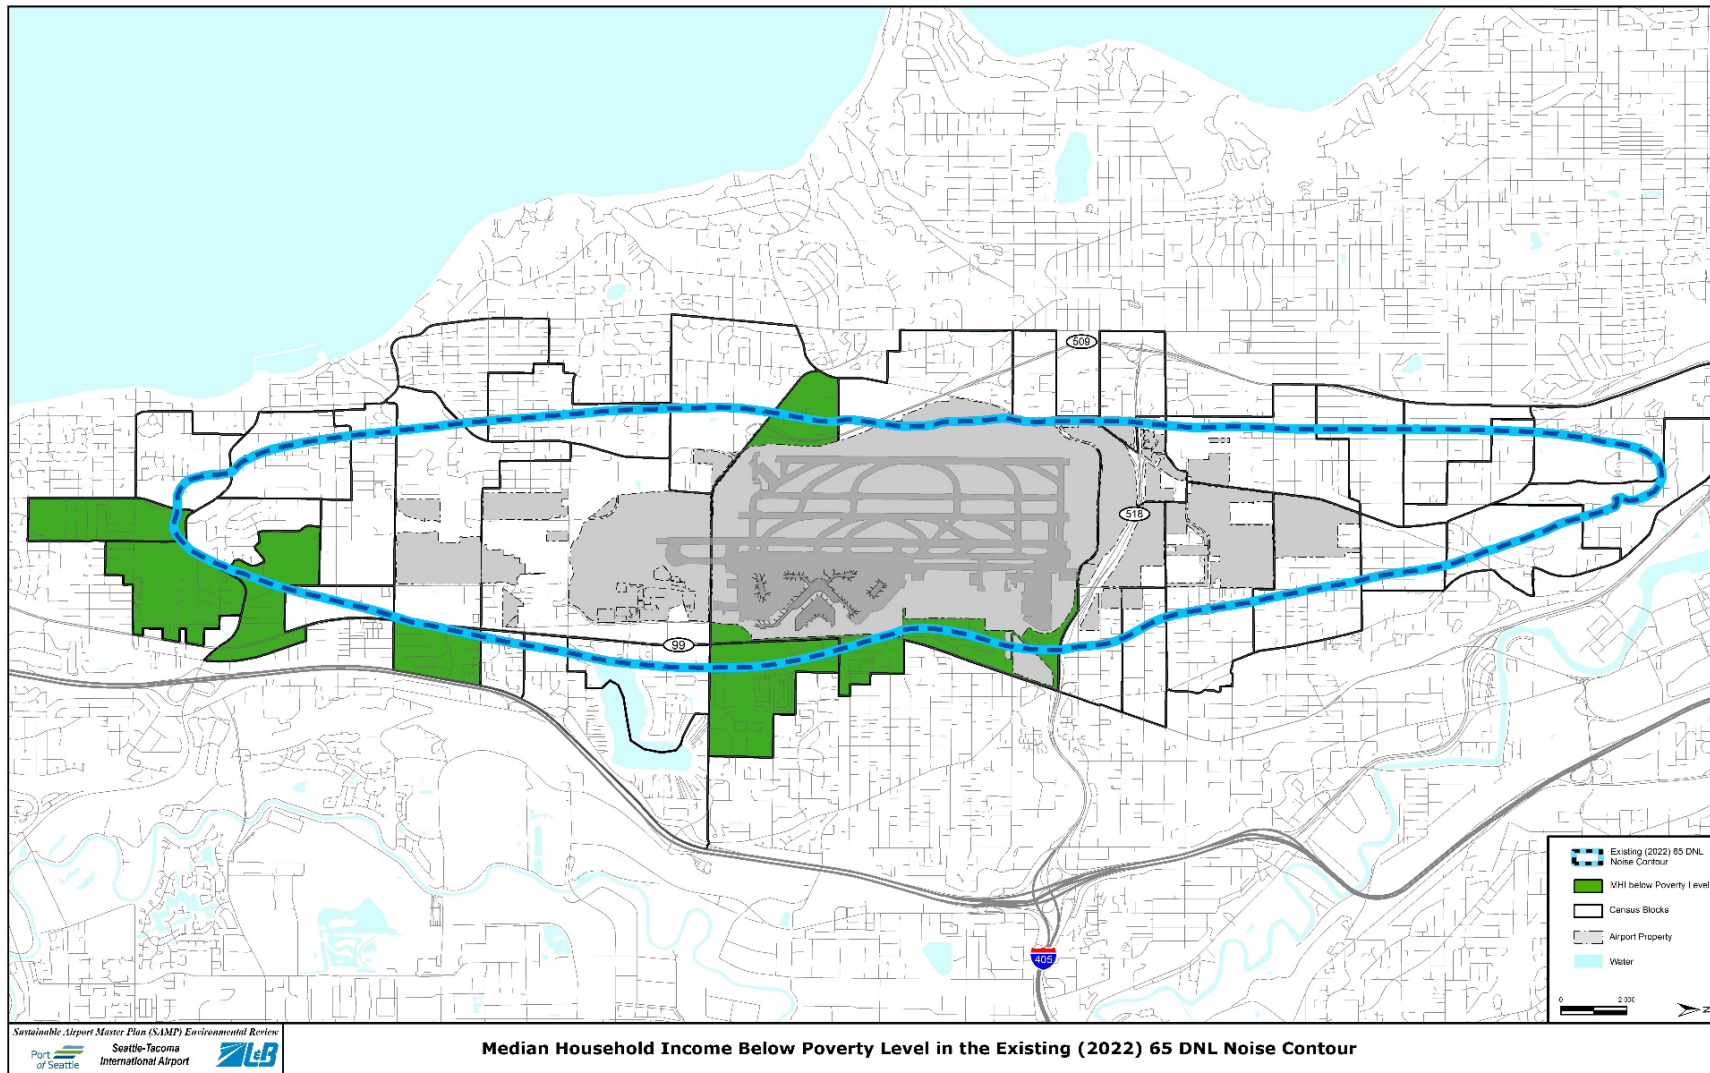 509
518
99
405
Existing (2022) 65 DNL
Noise Contour
MHI below Poverty Level
Census Blocks
Airport Property
Water
0 2,000
N
Sustainable Airport Master Plan (SAMP) Environmental Review
Port
of Seattle
Seattle-Tacoma
International Airport
L&B
Median Household Income Below Poverty Level in the Existing (2022) 65 DNL Noise Contour